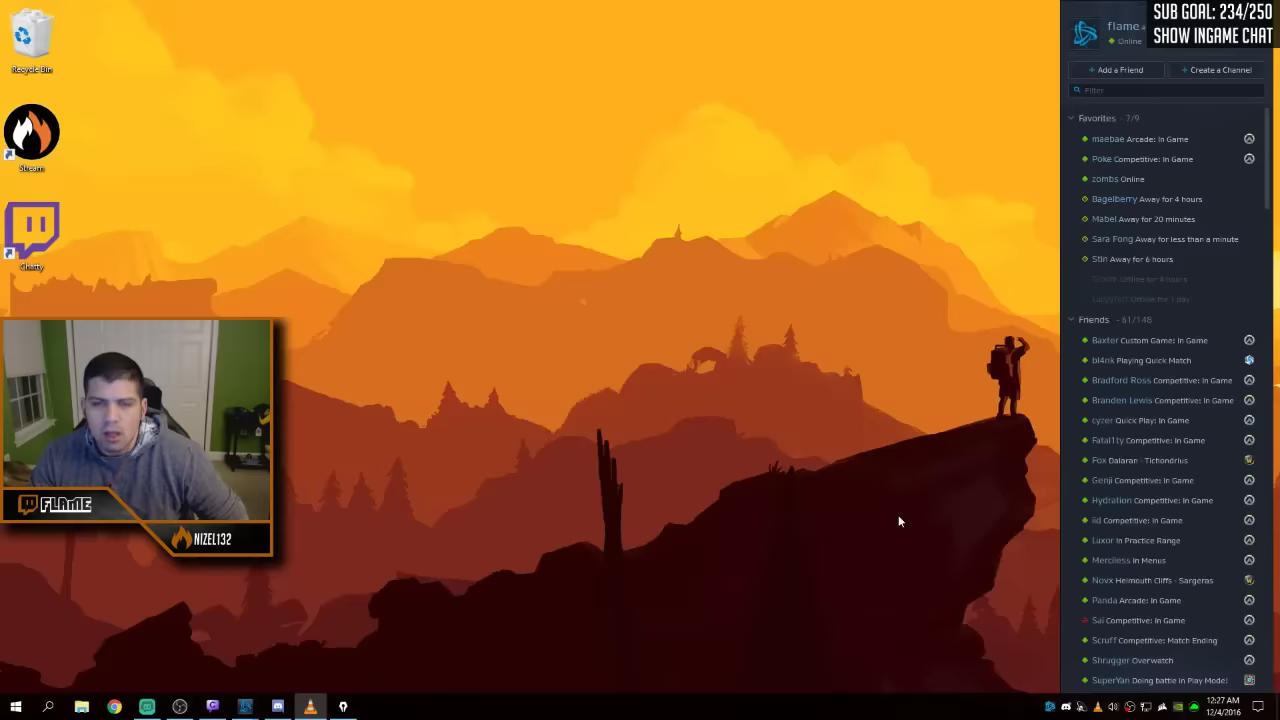 SUB GOAL: 234/250
SHOW INGAME CHAT
flame
Online
+ Add a Friend
+ Create a Channel
Filter
Favorites - 7/9
maebae Arcade: In Game
Poke Competitive: In Game
zombs Online
Bagelberry Away for 4 hours
Mabel Away for 20 minutes
Sara Fong Away for less than a minute
Stin Away for 6 hours
Friends - 61/148
Baxter Custom Game: In Game
bl4nk Playing Quick Match
Bradford Ross Competitive: In Game
Branden Lewis Competitive: In Game
cyzer Quick Play: In Game
Fatal1ty Competitive: In Game
Fox Dalaran - Tichondrius
Genji Competitive: In Game
Hydration Competitive: In Game
iid Competitive: In Game
Luxor In Practice Range
Merciless In Menus
Novx Helmouth Cliffs - Sargeras
Panda Arcade: In Game
Sai Competitive: In Game
Scruff Competitive: Match Ending
Shrugger Overwatch
SuperYan Doing battle in Play Mode!
Recycle Bin
Stream
Chatty
FLAME
NIZEL132
12:27 AM
12/4/2016